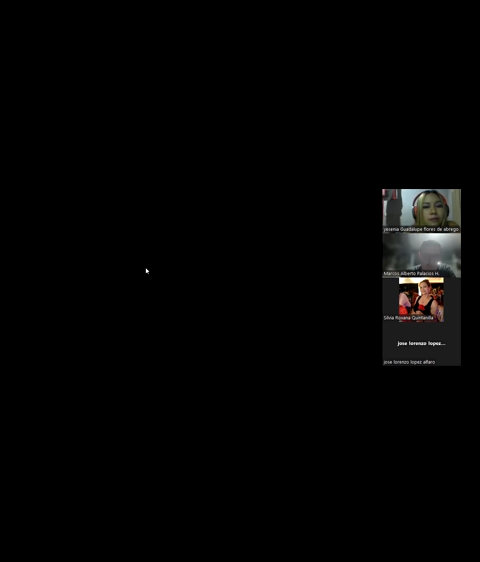 yesenia Guadalupe flores de abrego
Marcos Alberto Palacios H.
Silvia Roxana Quintanilla
jose lorenzo lopez...
jose lorenzo lopez alfaro